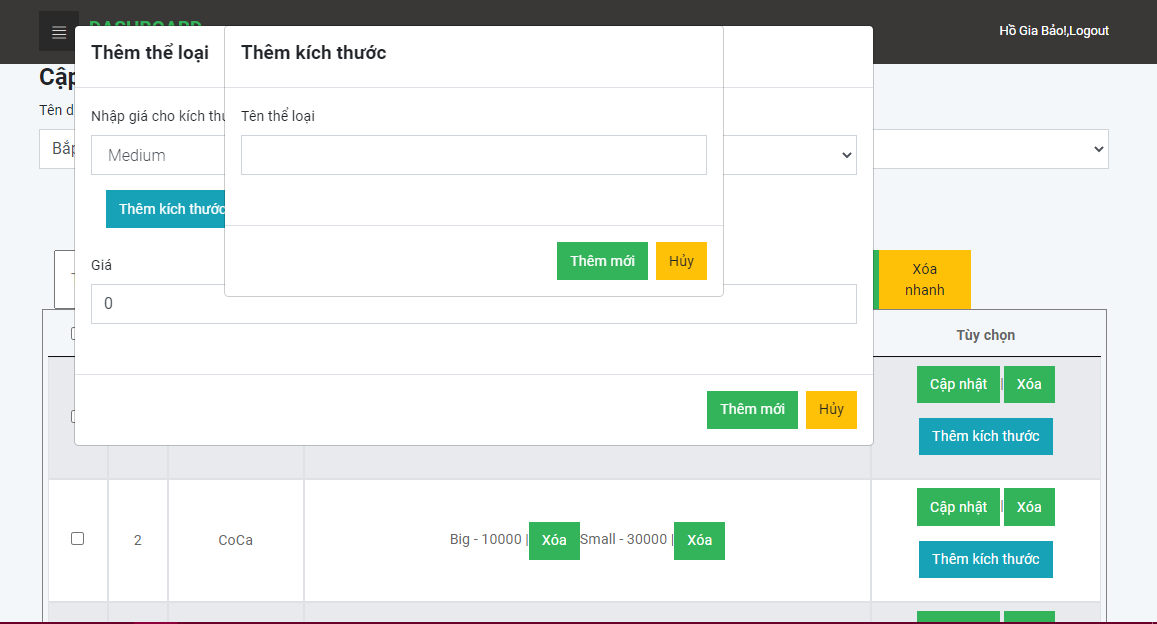 DASHBOARD
Hồ Gia Bảo!,Logout
Thêm thể loại
Thêm kích thước
Cập
Tên d
Nhập giá cho kích thư
Tên thể loại
Bắp
Medium
Thêm kích thước
Thêm mới
Hủy
Giá
0
Xóa
nhanh
Tùy chọn
Cập nhật | Xóa
Thêm kích thước
Thêm mới
Hủy
2
CoCa
Big - 10000 | Xóa Small - 30000 | Xóa
Cập nhật | Xóa
Thêm kích thước